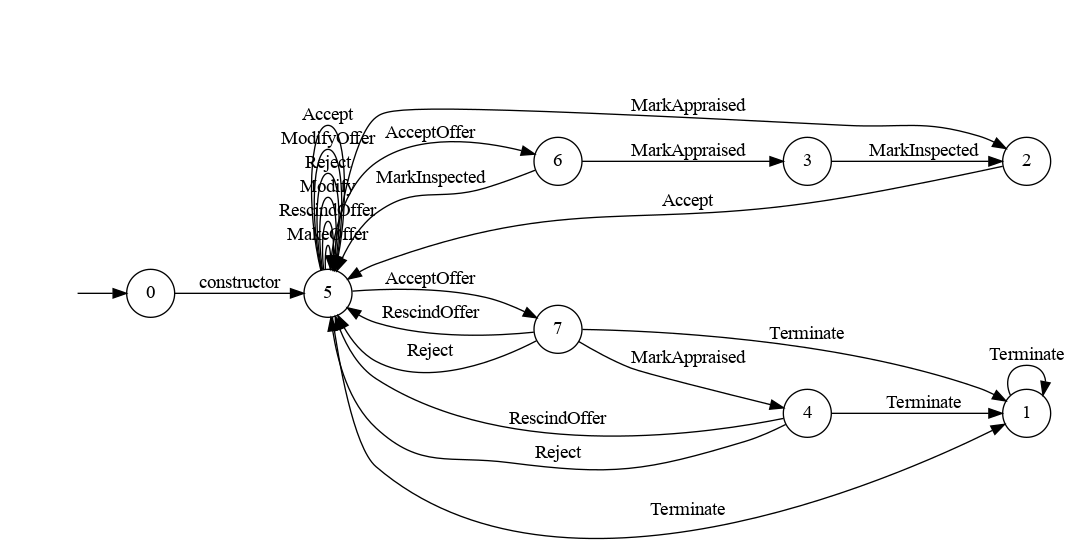 MarkAppraised
Accept
AcceptOffer
ModifyOffer
6
MarkAppraised
3
MarkInspected
2
Reject
MarkInspected
Modify
Accept
RescindOffer
MakeOffer
0
constructor
5
AcceptOffer
RescindOffer
7
Terminate
Reject
MarkAppraised
Terminate
RescindOffer
4
Terminate
1
Reject
Terminate